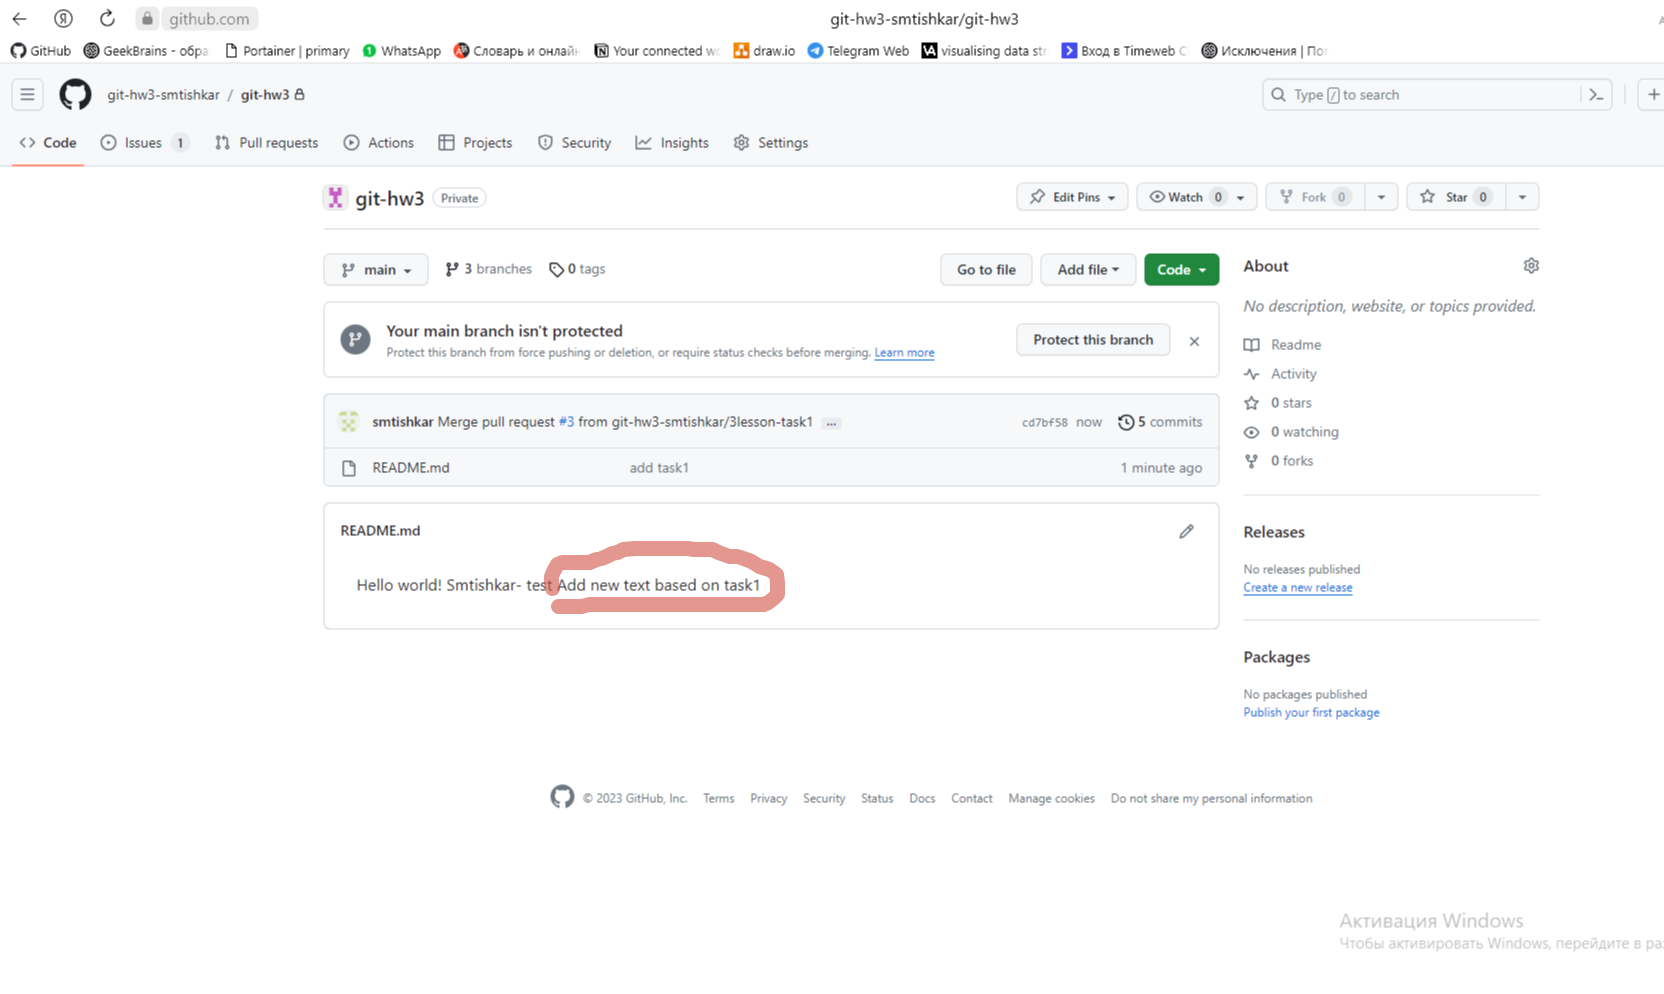 github.com
git-hw3-smtishkar/git-hw3
GitHub GeekBrains - обра Portainer | primary WhatsApp Словарь и онлайн Your connected wo draw.io Telegram Web visualising data str Вход в Timeweb C Исключения | По
git-hw3-smtishkar / git-hw3
Type / to search
Code Issues 1 Pull requests Actions Projects Security Insights Settings
git-hw3 Private
Edit Pins Watch 0 Fork 0 Star 0
main 3 branches 0 tags
Go to file Add file Code
Your main branch isn't protected
Protect this branch from force pushing or deletion, or require status checks before merging. Learn more
Protect this branch
smtishkar Merge pull request #3 from git-hw3-smtishkar/3lesson-task1 ... cd7bf58 now 5 commits
README.md add task1 1 minute ago
README.md
Hello world! Smtishkar- test Add new text based on task1
About
No description, website, or topics provided.
Readme
Activity
0 stars
0 watching
0 forks
Releases
No releases published
Create a new release
Packages
No packages published
Publish your first package
© 2023 GitHub, Inc. Terms Privacy Security Status Docs Contact Manage cookies Do not share my personal information
Активация Windows
Чтобы активировать Windows, перейдите в ра